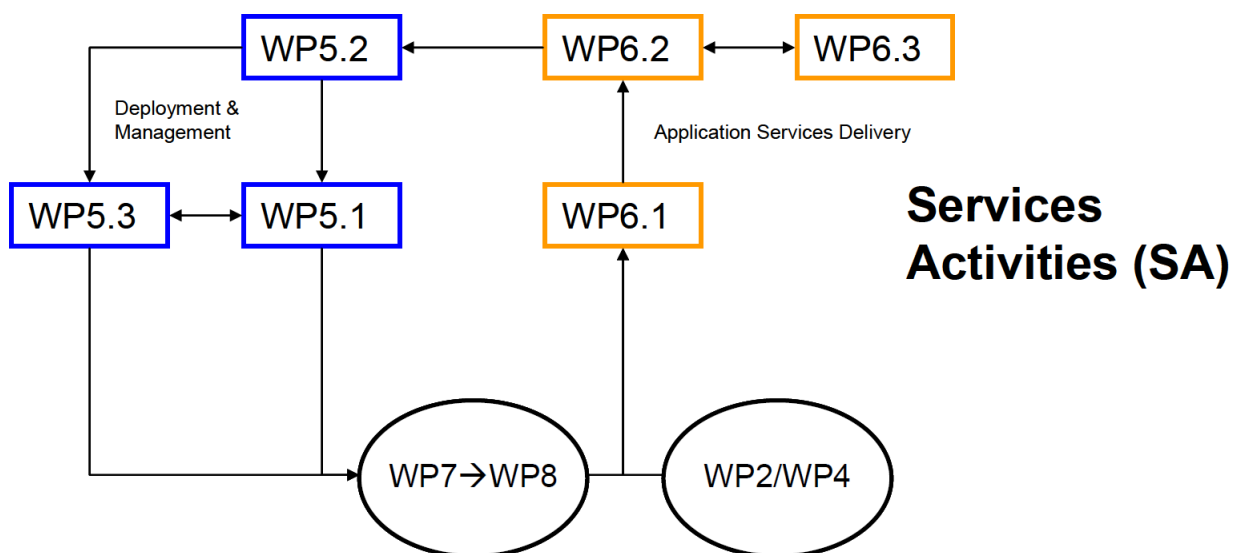 WP5.2
WP6.2
WP6.3
Deployment &
Management
Application Services Delivery
WP5.3
WP5.1
WP6.1
Services
Activities (SA)
WP7→WP8
WP2/WP4